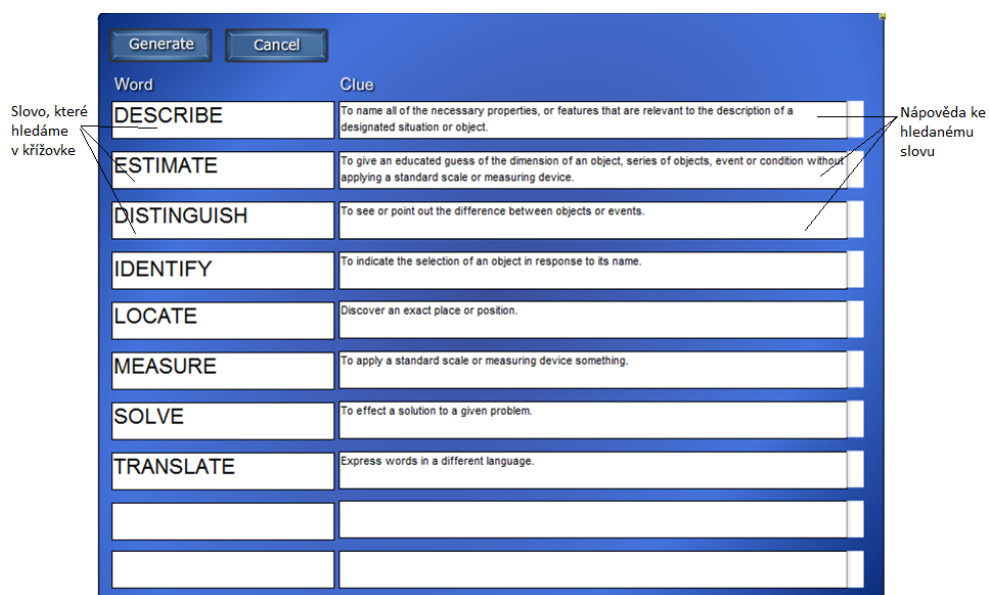 Generate Cancel
Word Clue
Slovo, které
hledáme
v křížovke
DESCRIBE
To name all of the necessary properties, or features that are relevant to the description of a
designated situation or object.
Nápověda ke
hledanému
slovu
ESTIMATE
To give an educated guess of the dimension of an object, series of objects, event or condition without
applying a standard scale or measuring device.
DISTINGUISH
To see or point out the difference between objects or events.
IDENTIFY
To indicate the selection of an object in response to its name.
LOCATE
Discover an exact place or position.
MEASURE
To apply a standard scale or measuring device something.
SOLVE
To effect a solution to a given problem.
TRANSLATE
Express words in a different language.